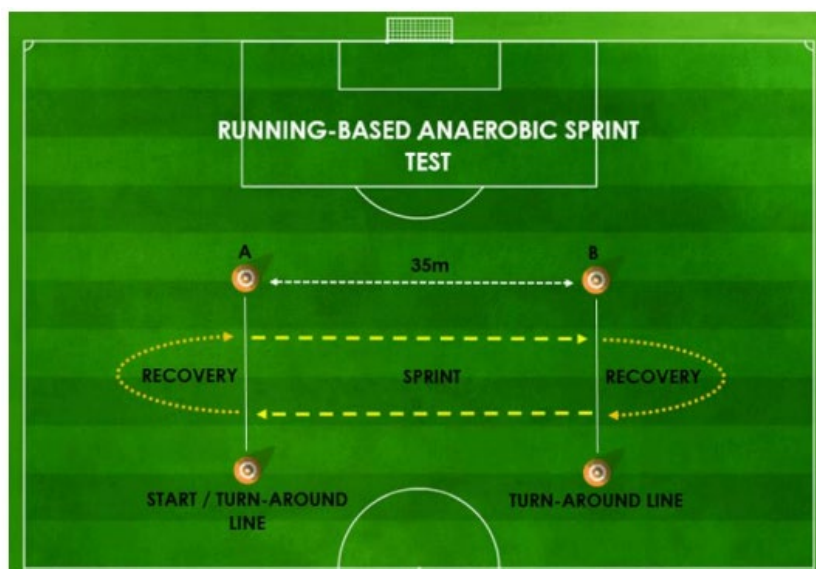 RUNNING-BASED ANAEROBIC SPRINT
TEST
A
B
35m
RECOVERY
SPRINT
RECOVERY
START / TURN-AROUND
LINE
TURN-AROUND LINE